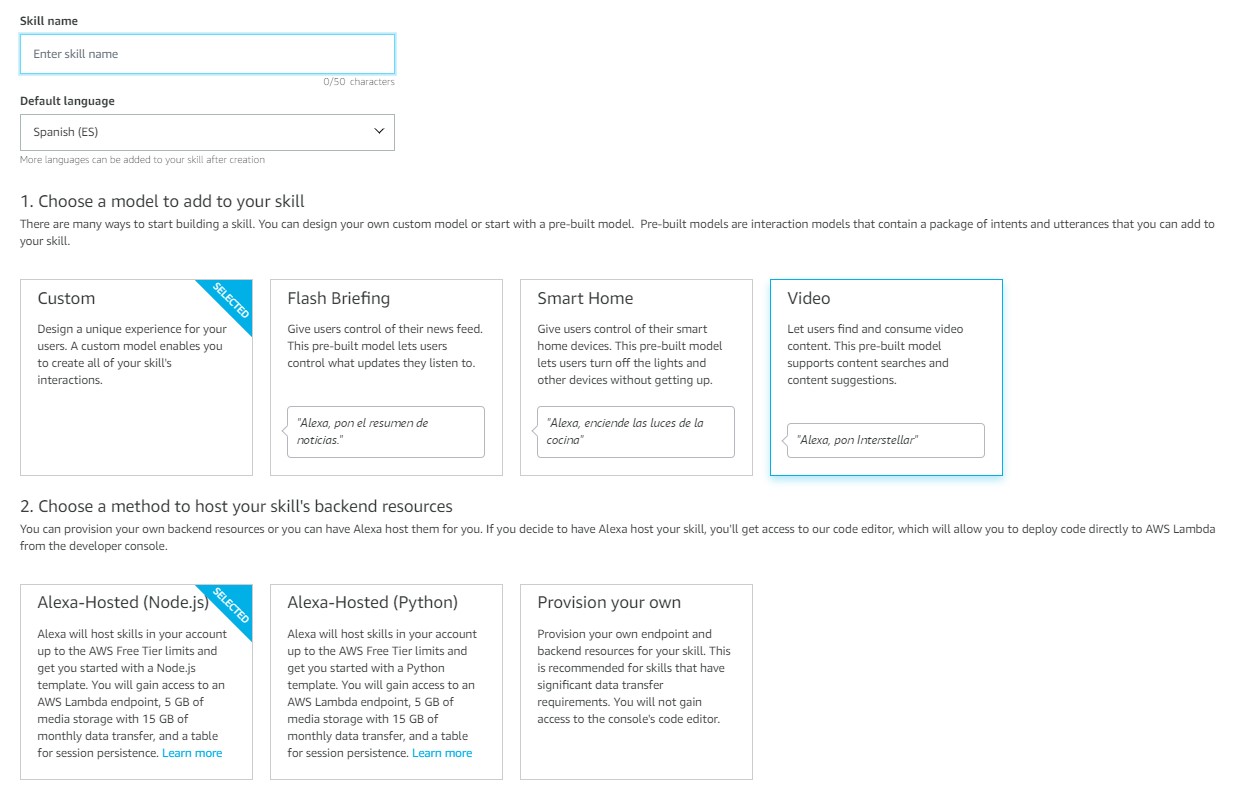 Skill name
Enter skill name
0/50 characters
Default language
Spanish (ES)
More languages can be added to your skill after creation
1. Choose a model to add to your skill
There are many ways to start building a skill. You can design your own custom model or start with a pre-built model.  Pre-built models are interaction models that contain a package of intents and utterances that you can add to
your skill.
Custom
SELECTED
Design a unique experience for your
users. A custom model enables you
to create all of your skill's
interactions.
Flash Briefing
Give users control of their news feed.
This pre-built model lets users
control what updates they listen to.
"Alexa, pon el resumen de
noticias."
Smart Home
Give users control of their smart
home devices. This pre-built model
lets users turn off the lights and
other devices without getting up.
"Alexa, enciende las luces de la
cocina"
Video
Let users find and consume video
content. This pre-built model
supports content searches and
content suggestions.
"Alexa, pon Interstellar"
2. Choose a method to host your skill's backend resources
You can provision your own backend resources or you can have Alexa host them for you. If you decide to have Alexa host your skill, you'll get access to our code editor, which will allow you to deploy code directly to AWS Lambda
from the developer console.
Alexa-Hosted (Node.js)
SELECTED
Alexa will host skills in your account
up to the AWS Free Tier limits and
get you started with a Node.js
template. You will gain access to an
AWS Lambda endpoint, 5 GB of
media storage with 15 GB of
monthly data transfer, and a table
for session persistence. Learn more
Alexa-Hosted (Python)
Alexa will host skills in your account
up to the AWS Free Tier limits and
get you started with a Python
template. You will gain access to an
AWS Lambda endpoint, 5 GB of
media storage with 15 GB of
monthly data transfer, and a table
for session persistence. Learn more
Provision your own
Provision your own endpoint and
backend resources for your skill. This
is recommended for skills that have
significant data transfer
requirements. You will not gain
access to the console's code editor.